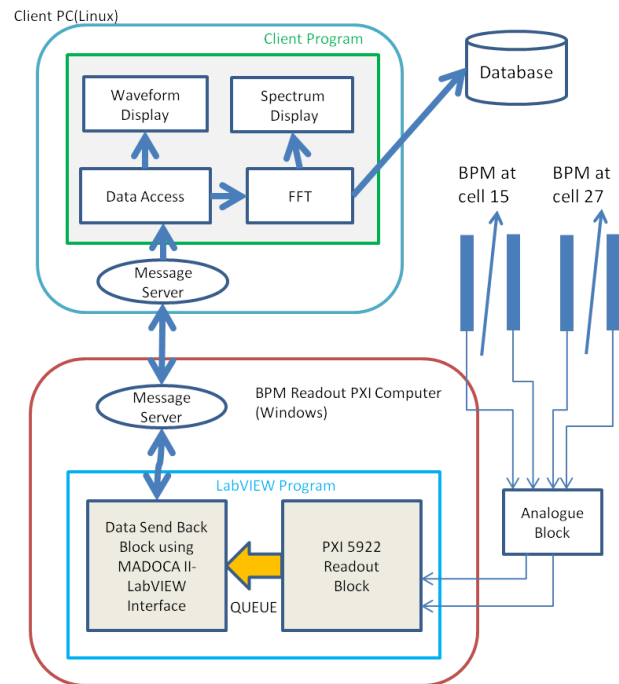 Client PC(Linux)
Client Program
Waveform
Display
Spectrum
Display
Database
Data Access
FFT
BPM at
cell 15
BPM at
cell 27
Message
Server
Message
Server
BPM Readout PXI Computer
(Windows)
LabVIEW Program
Data Send Back
Block using
MADOCA II-
LabVIEW
Interface
QUEUE
PXI 5922
Readout
Block
Analogue
Block